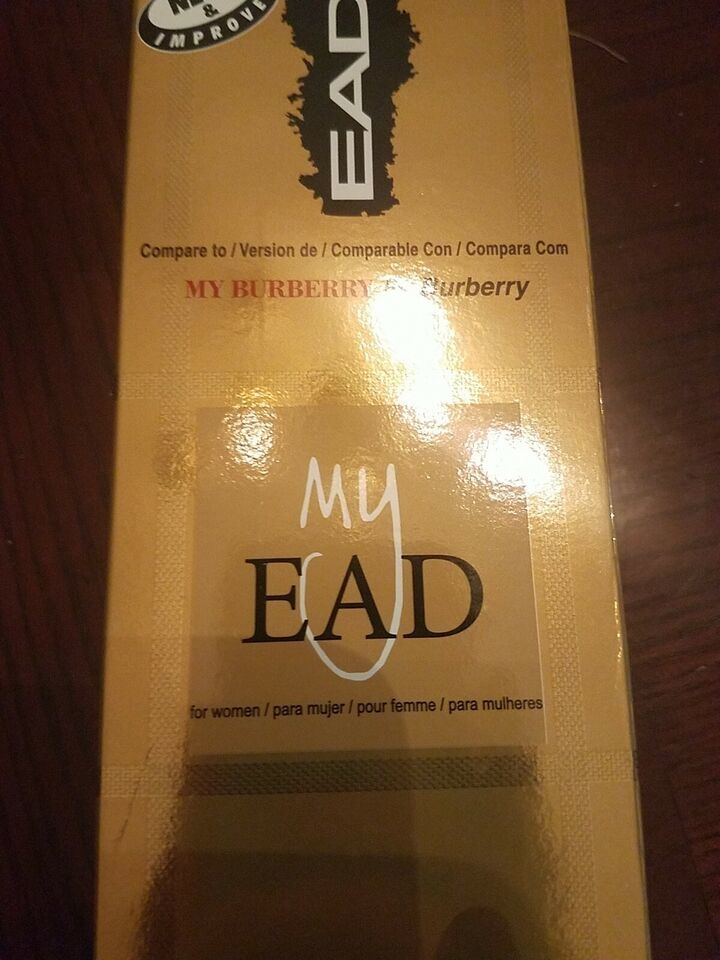 &
IMPROVE
EAD
Compare to / Version de / Comparable Con / Compara Com
MY BURBERRY Burberry
My
EAD
for women / para mujer / pour femme / para mulheres